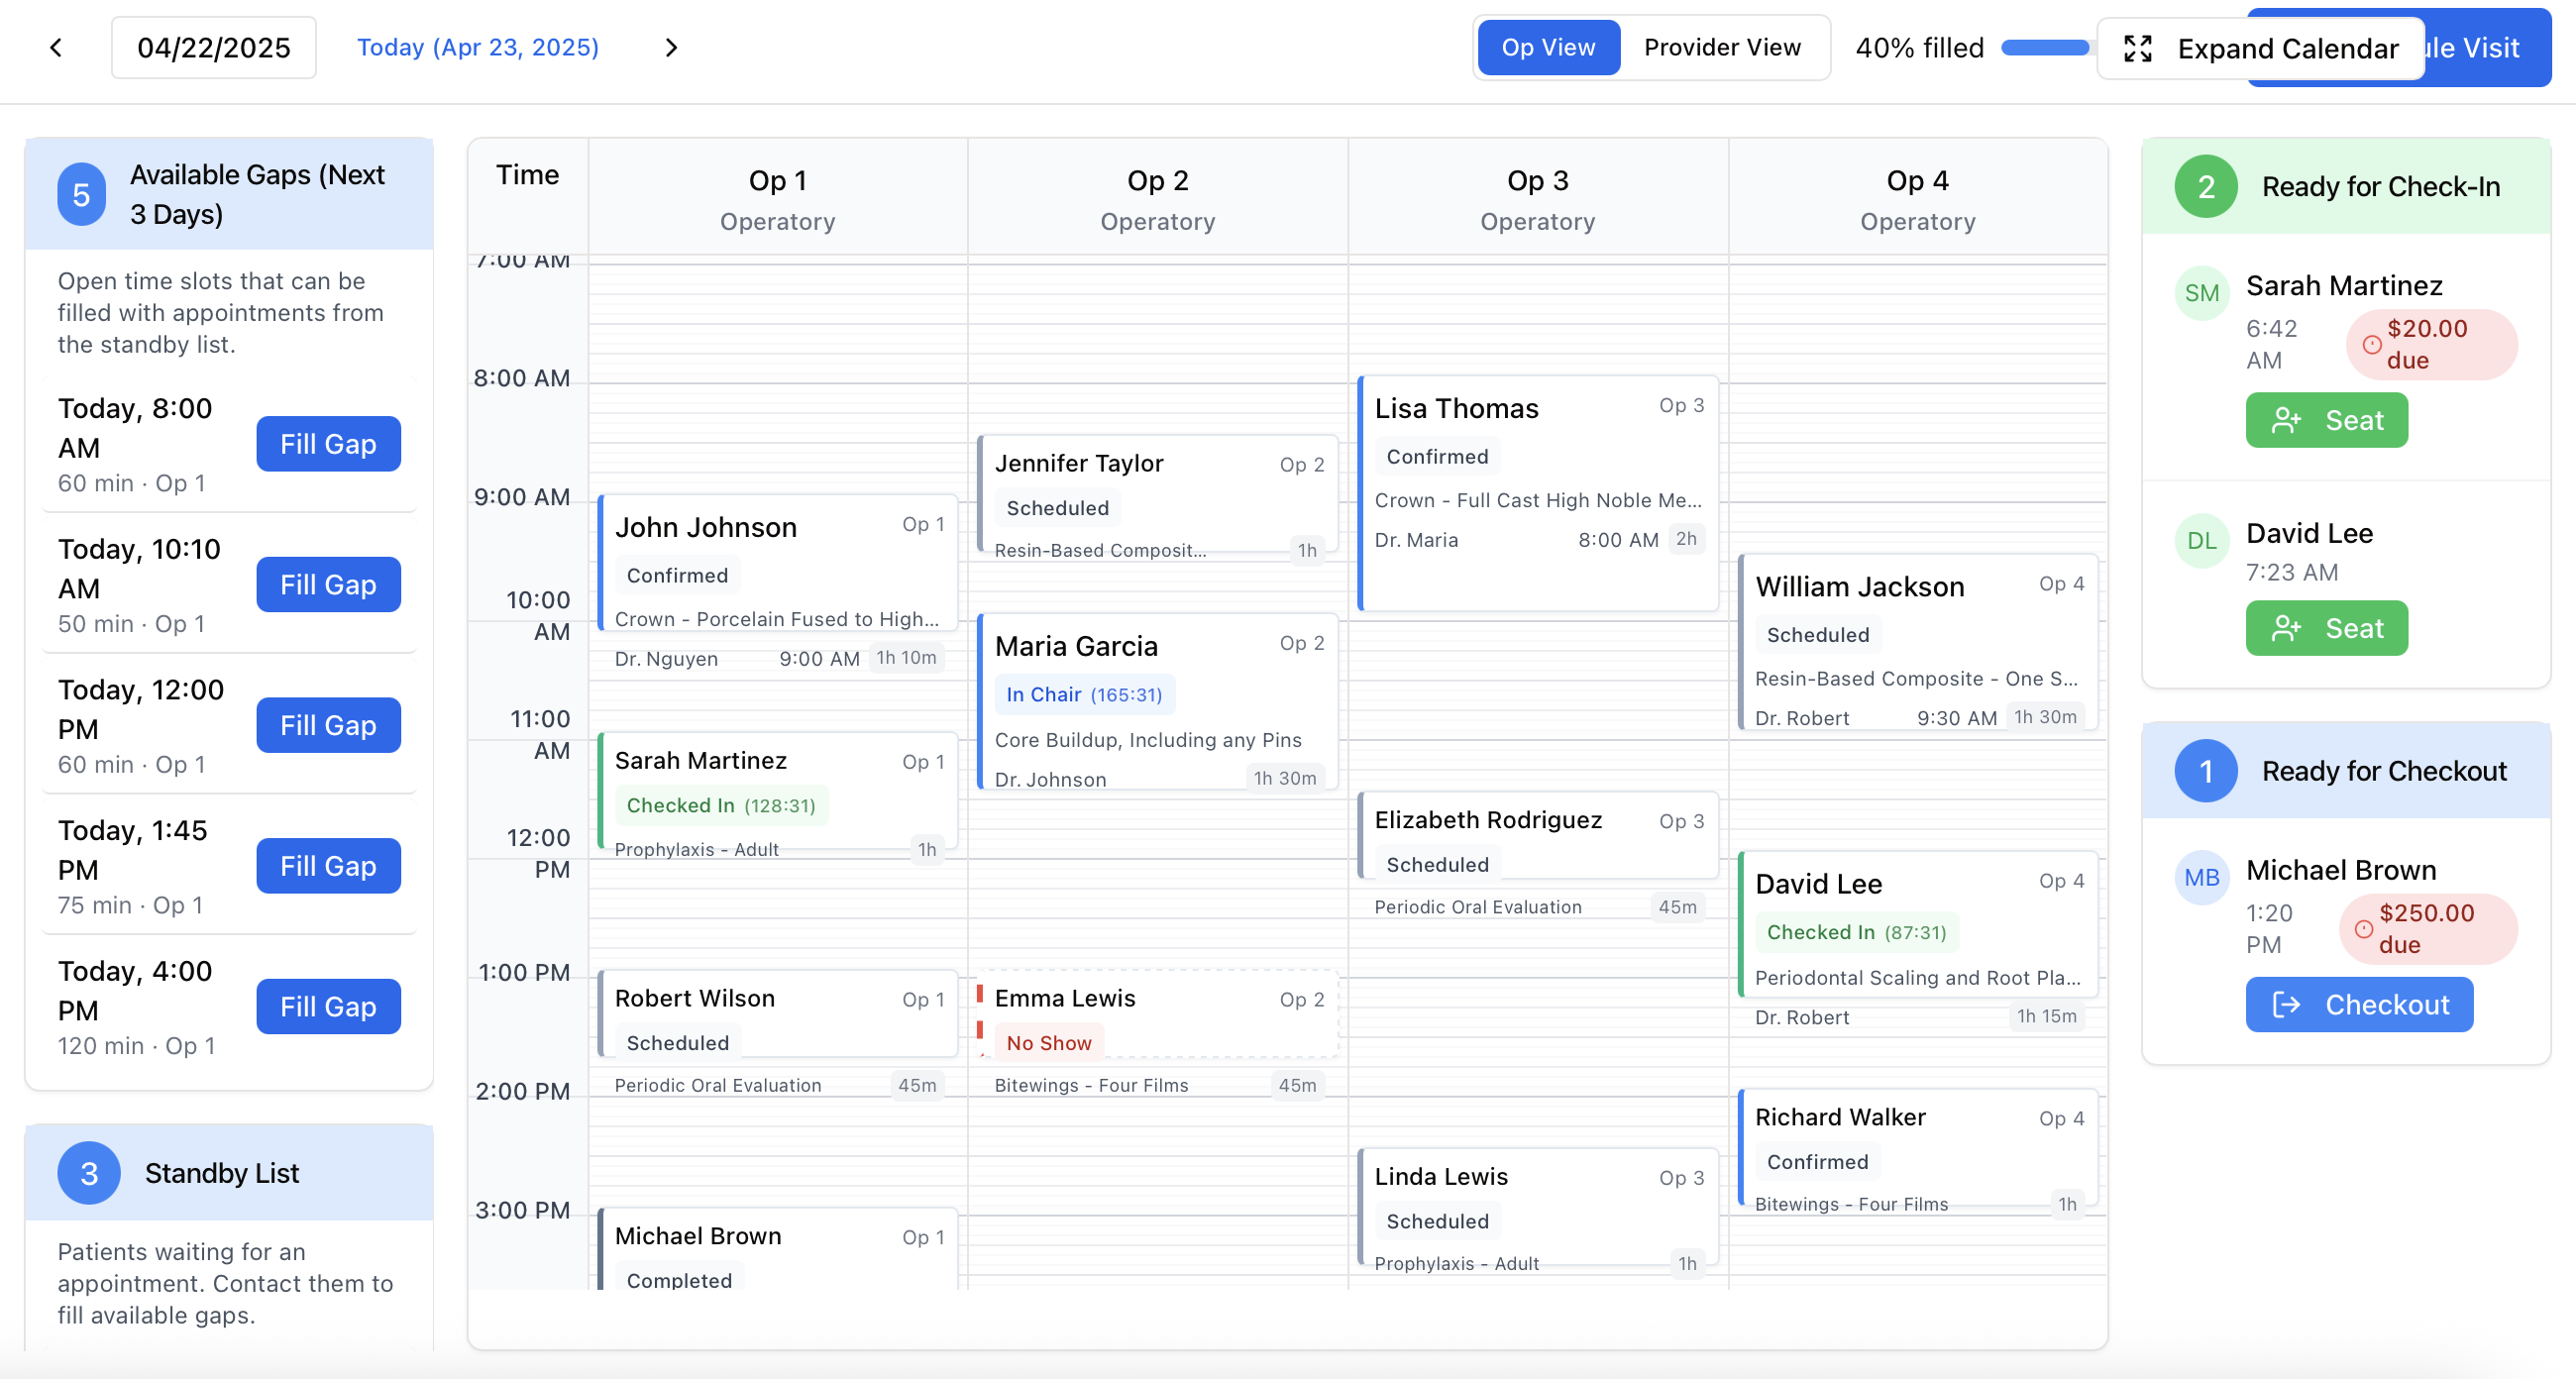 04/22/2025
Today (Apr 23, 2025)
Op View
Provider View
40% filled
Expand Calendar
le Visit
5
Available Gaps (Next
3 Days)
Open time slots that can be
filled with appointments from
the standby list.
Today, 8:00
AM
60 min · Op 1
Fill Gap
Today, 10:10
AM
50 min · Op 1
Fill Gap
Today, 12:00
PM
60 min · Op 1
Fill Gap
Today, 1:45
PM
75 min · Op 1
Fill Gap
Today, 4:00
PM
120 min · Op 1
Fill Gap
3
Standby List
Patients waiting for an
appointment. Contact them to
fill available gaps.
Time
7:00 AM
8:00 AM
9:00 AM
10:00
AM
11:00
AM
12:00
PM
1:00 PM
2:00 PM
3:00 PM
Op 1
Operatory
John Johnson
Op 1
Confirmed
Crown - Porcelain Fused to High...
Dr. Nguyen 9:00 AM 1h 10m
Sarah Martinez
Op 1
Checked In (128:31)
Prophylaxis - Adult 1h
Robert Wilson
Op 1
Scheduled
Periodic Oral Evaluation 45m
Michael Brown
Op 1
Completed
Op 2
Operatory
Jennifer Taylor
Op 2
Scheduled
Resin-Based Composit... 1h
Maria Garcia
Op 2
In Chair (165:31)
Core Buildup, Including any Pins
Dr. Johnson 1h 30m
Emma Lewis
Op 2
No Show
Bitewings - Four Films 45m
Op 3
Operatory
Lisa Thomas
Op 3
Confirmed
Crown - Full Cast High Noble Me...
Dr. Maria 8:00 AM 2h
Elizabeth Rodriguez
Op 3
Scheduled
Periodic Oral Evaluation 45m
Linda Lewis
Op 3
Scheduled
Prophylaxis - Adult 1h
Op 4
Operatory
William Jackson
Op 4
Scheduled
Resin-Based Composite - One S...
Dr. Robert 9:30 AM 1h 30m
David Lee
Op 4
Checked In (87:31)
Periodontal Scaling and Root Pla...
Dr. Robert 1h 15m
Richard Walker
Op 4
Confirmed
Bitewings - Four Films 1h
2
Ready for Check-In
SM
Sarah Martinez
6:42
AM
$20.00
due
Seat
DL
David Lee
7:23 AM
Seat
1
Ready for Checkout
MB
Michael Brown
1:20
PM
$250.00
due
Checkout